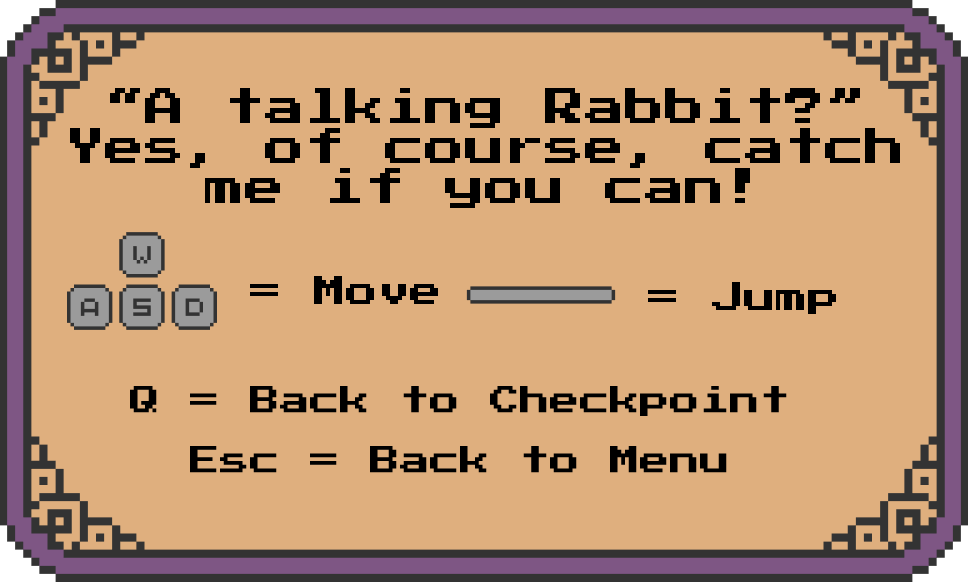 “A talking Rabbit?”
Yes, of course, catch
me if you can!
W
A S D = Move = Jump
Q = Back to Checkpoint
Esc = Back to Menu